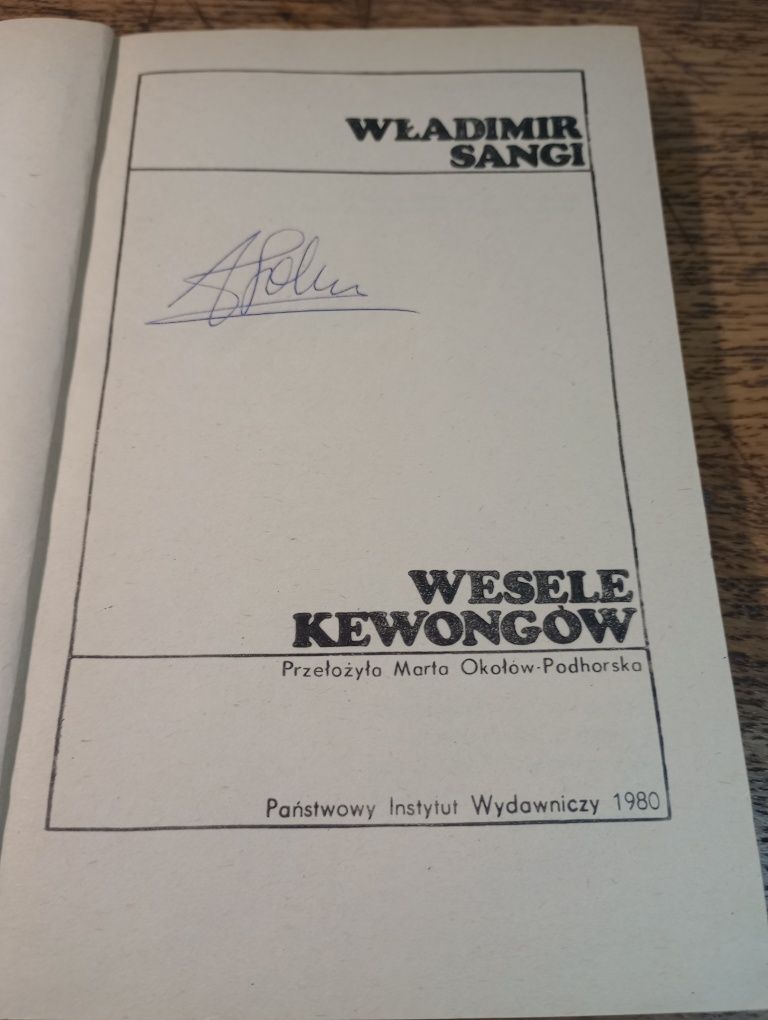 WŁADIMIR
SANGI
WESELE
KEWONGÓW
Przełożyła Marta Okołów-Podhorska
Państwowy Instytut Wydawniczy 1980